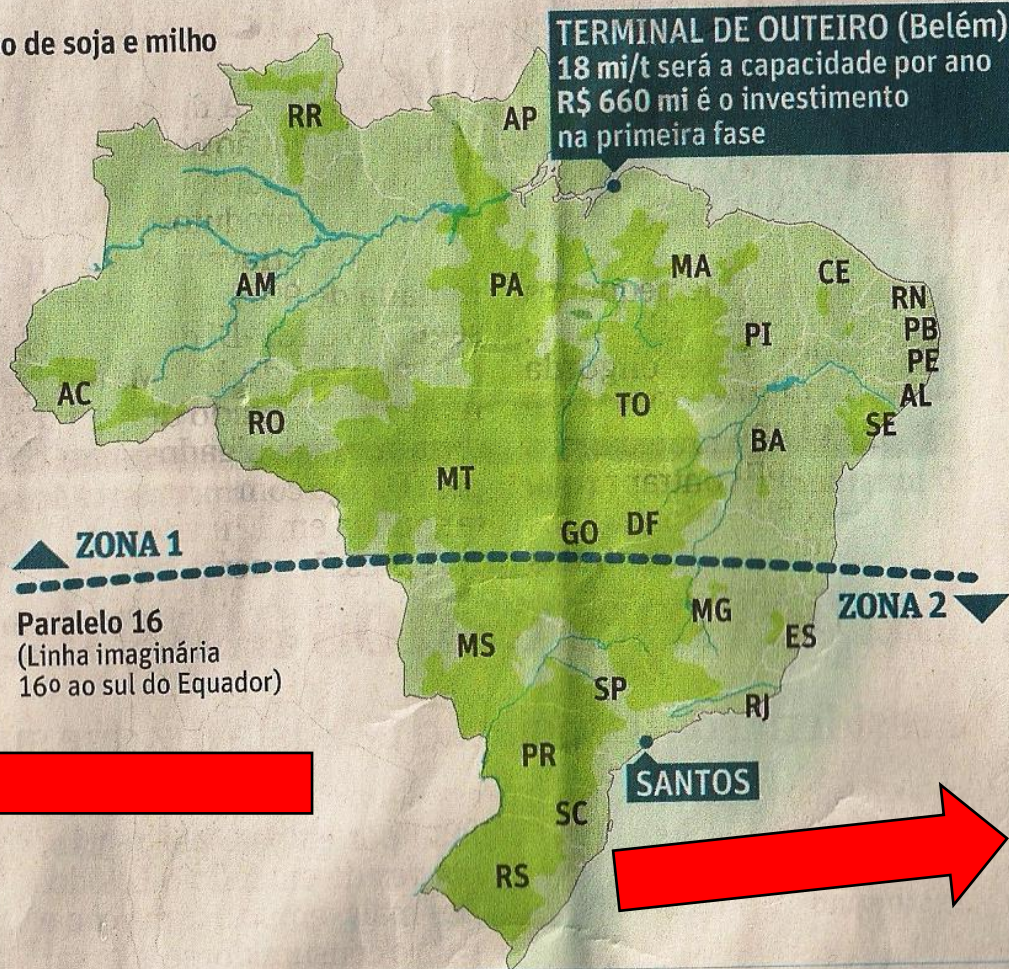 o de soja e milho
TERMINAL DE OUTEIRO (Belém)
18 mi/t será a capacidade por ano
R$ 660 mi é o investimento
na primeira fase
RR
AP
AM
PA
MA
CE
RN
PB
PE
AL
SE
PI
AC
RO
TO
BA
MT
GO
DF
ZONA 1
Paralelo 16
(Linha imaginária
16º ao sul do Equador)
ZONA 2
MG
ES
MS
SP
RJ
PR
SANTOS
SC
RS